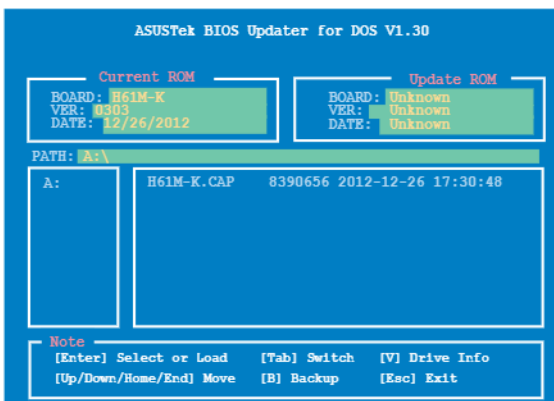 ASUSTek BIOS Updater for DOS V1.30
Current ROM
BOARD: H61M-K
VER: 0303
DATE: 12/26/2012
Update ROM
BOARD: Unknown
VER: Unknown
DATE: Unknown
PATH: A:\
A:
H61M-K.CAP 8390656 2012-12-26 17:30:48
Note
[Enter] Select or Load [Tab] Switch [V] Drive Info
[Up/Down/Home/End] Move [B] Backup [Esc] Exit